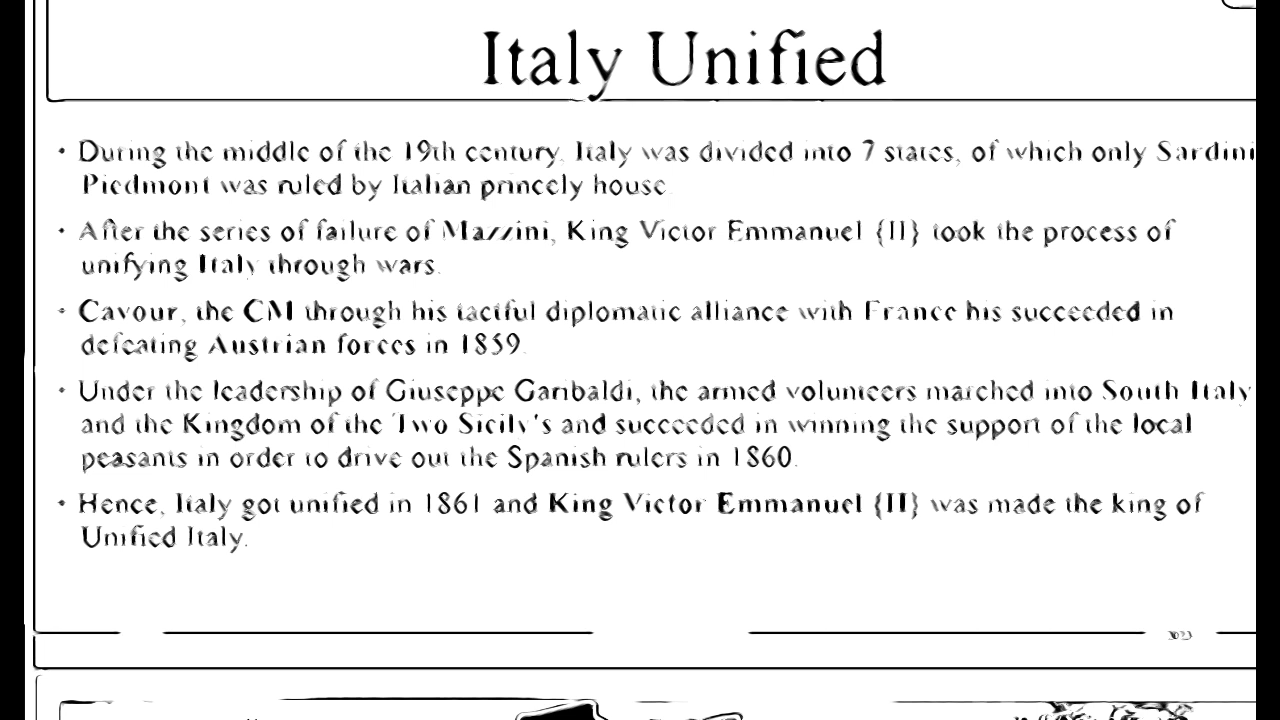 Italy Unified
• During the middle of the 19th century, Italy was divided into 7 states, of which only Sardini
Piedmont was ruled by Italian princely house.
• After the series of failure of Mazzini, King Victor Emmanuel {II} took the process of
unifying Italy through wars.
• Cavour, the CM through his tactful diplomatic alliance with France his succeeded in
defeating Austrian forces in 1859.
• Under the leadership of Giuseppe Garibaldi, the armed volunteers marched into South Italy
and the Kingdom of the Two Sicily's and succeeded in winning the support of the local
peasants in order to drive out the Spanish rulers in 1860.
• Hence, Italy got unified in 1861 and King Victor Emmanuel {II} was made the king of
Unified Italy.